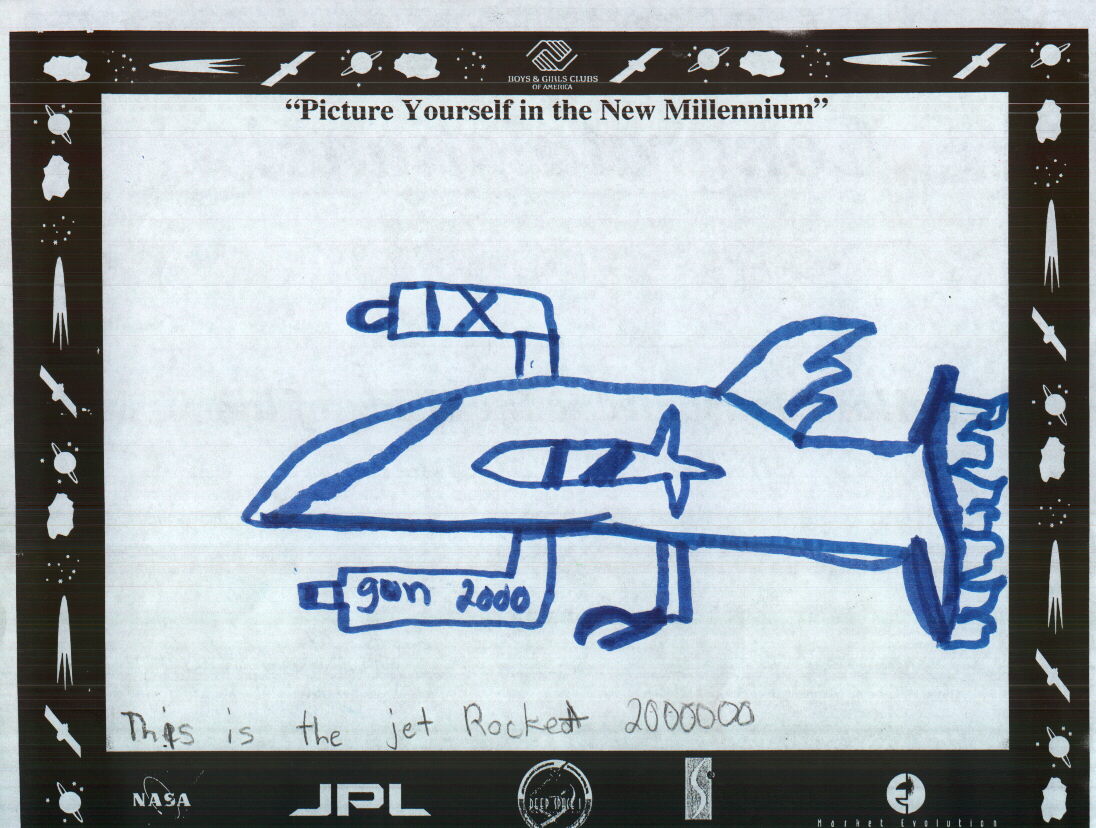 BOYS & GIRLS CLUBS
OF AMERICA
“Picture Yourself in the New Millennium”
IX
gun 2000
This is the jet Rocket 2000000
NASA
JPL
DEEP SPACE 1
Market Evolution